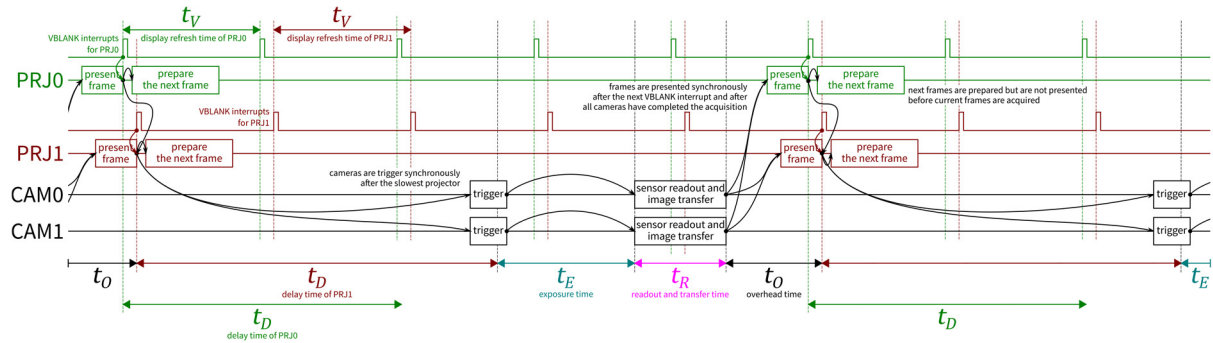 t_V
t_V
VBLANK interrupts
for PRJ0
display refresh time of PRJ0
display refresh time of PRJ1
PRJ0
present
frame
prepare
the next frame
frames are presented synchronously
after the next VBLANK interrupt and after
all cameras have completed the acquisition
present
frame
prepare
the next frame
next frames are prepared but are not presented
before current frames are acquired
VBLANK interrupts
for PRJ1
PRJ1
present
frame
prepare
the next frame
present
frame
prepare
the next frame
cameras are trigger synchronously
after the slowest projector
CAM0
trigger
sensor readout and
image transfer
trigger
CAM1
trigger
sensor readout and
image transfer
trigger
t_O
t_D
t_E
t_R
t_O
t_E
delay time of PRJ1
exposure time
readout and transfer time
overhead time
t_D
t_D
delay time of PRJ0